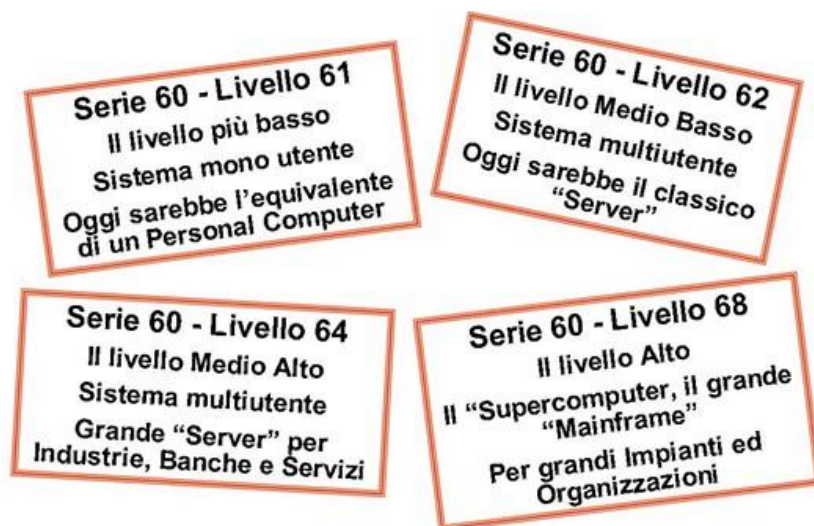 Serie 60 - Livello 61
Il livello più basso
Sistema mono utente
Oggi sarebbe l'equivalente
di un Personal Computer
Serie 60 - Livello 62
Il livello Medio Basso
Sistema multiutente
Oggi sarebbe il classico
“Server”
Serie 60 - Livello 64
Il livello Medio Alto
Sistema multiutente
Grande “Server” per
Industrie, Banche e Servizi
Serie 60 - Livello 68
Il livello Alto
Il “Supercomputer, il grande
“Mainframe”
Per grandi Impianti ed
Organizzazioni